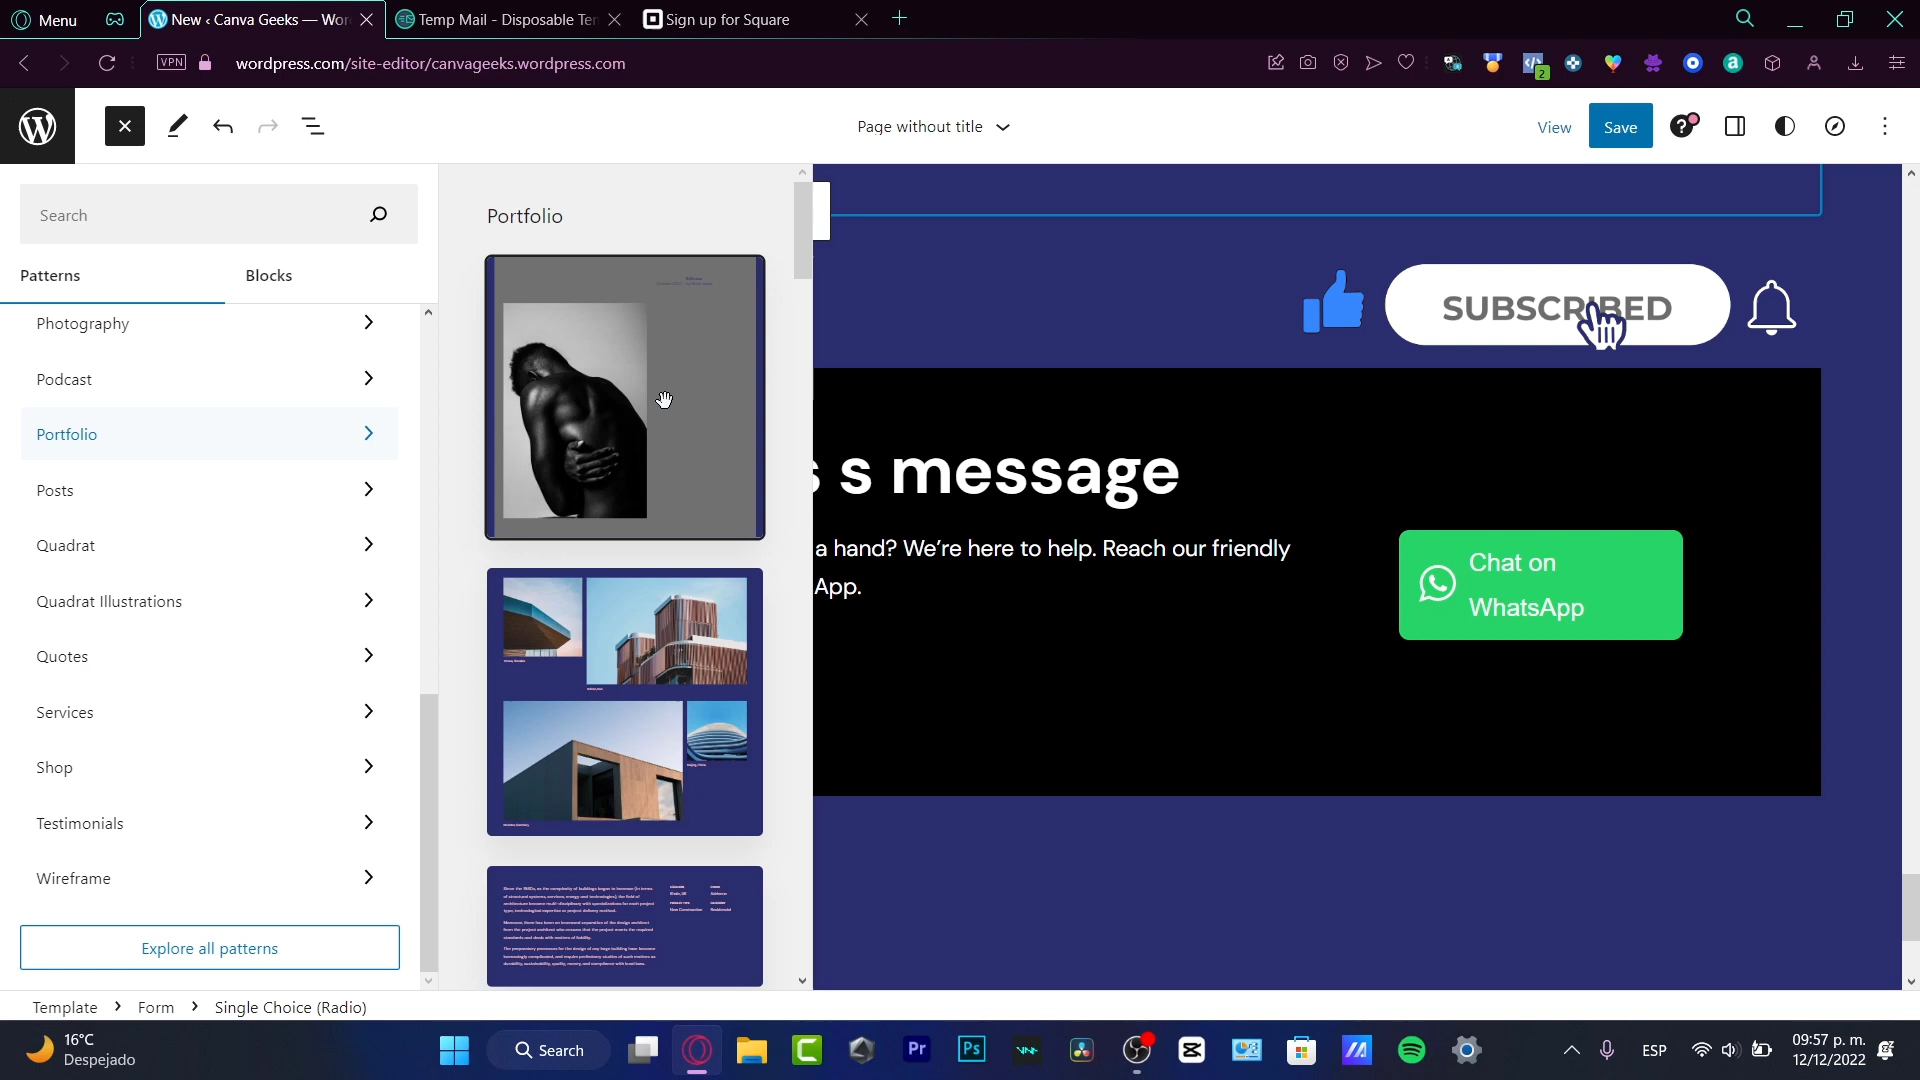 Menu
New ‹ Canva Geeks — Wor
Temp Mail - Disposable Te
Sign up for Square
VPN
wordpress.com/site-editor/canvageeks.wordpress.com
2
Page without title
View
Save
Search
Patterns
Blocks
Photography
Podcast
Portfolio
Posts
Quadrat
Quadrat Illustrations
Quotes
Services
Shop
Testimonials
Wireframe
Explore all patterns
Portfolio
SUBSCRIBED
s message
a hand? We're here to help. Reach our friendly
App.
Chat on
WhatsApp
Template
Form
Single Choice (Radio)
16°C
Despejado
Search
Pr
Ps
ESP
09:57 p. m.
12/12/2022